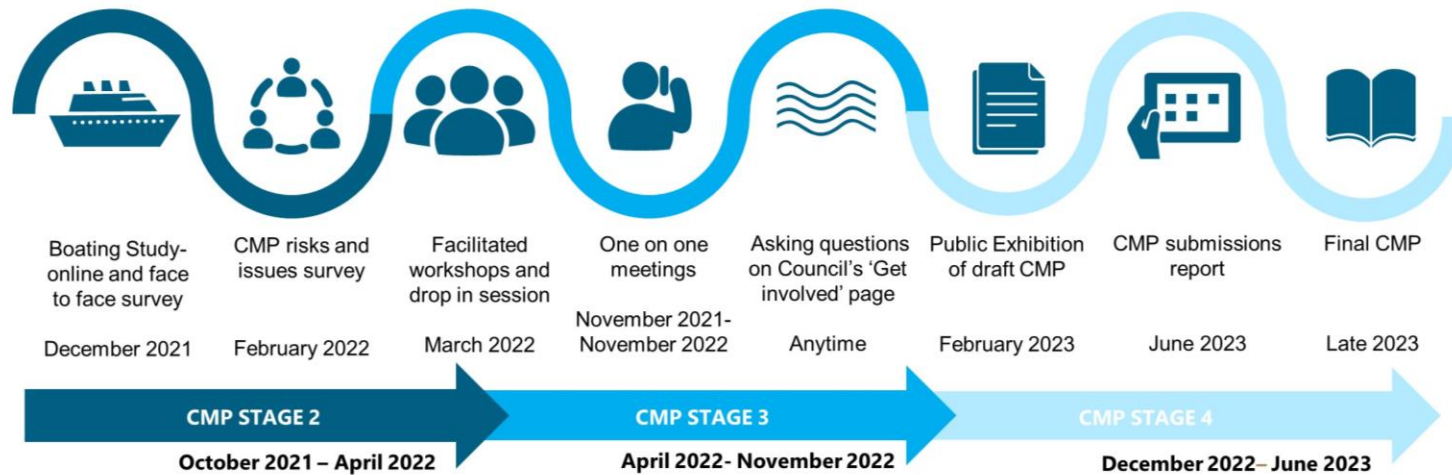 Boating Study-
online and face
to face survey
December 2021
CMP risks and
issues survey
February 2022
Facilitated
workshops and
drop in session
March 2022
One on one
meetings
November 2021-
November 2022
Asking questions
on Council’s ‘Get
involved’ page
Anytime
Public Exhibition
of draft CMP
February 2023
CMP submissions
report
June 2023
Final CMP
Late 2023
CMP STAGE 2
CMP STAGE 3
CMP STAGE 4
October 2021 – April 2022
April 2022- November 2022
December 2022– June 2023